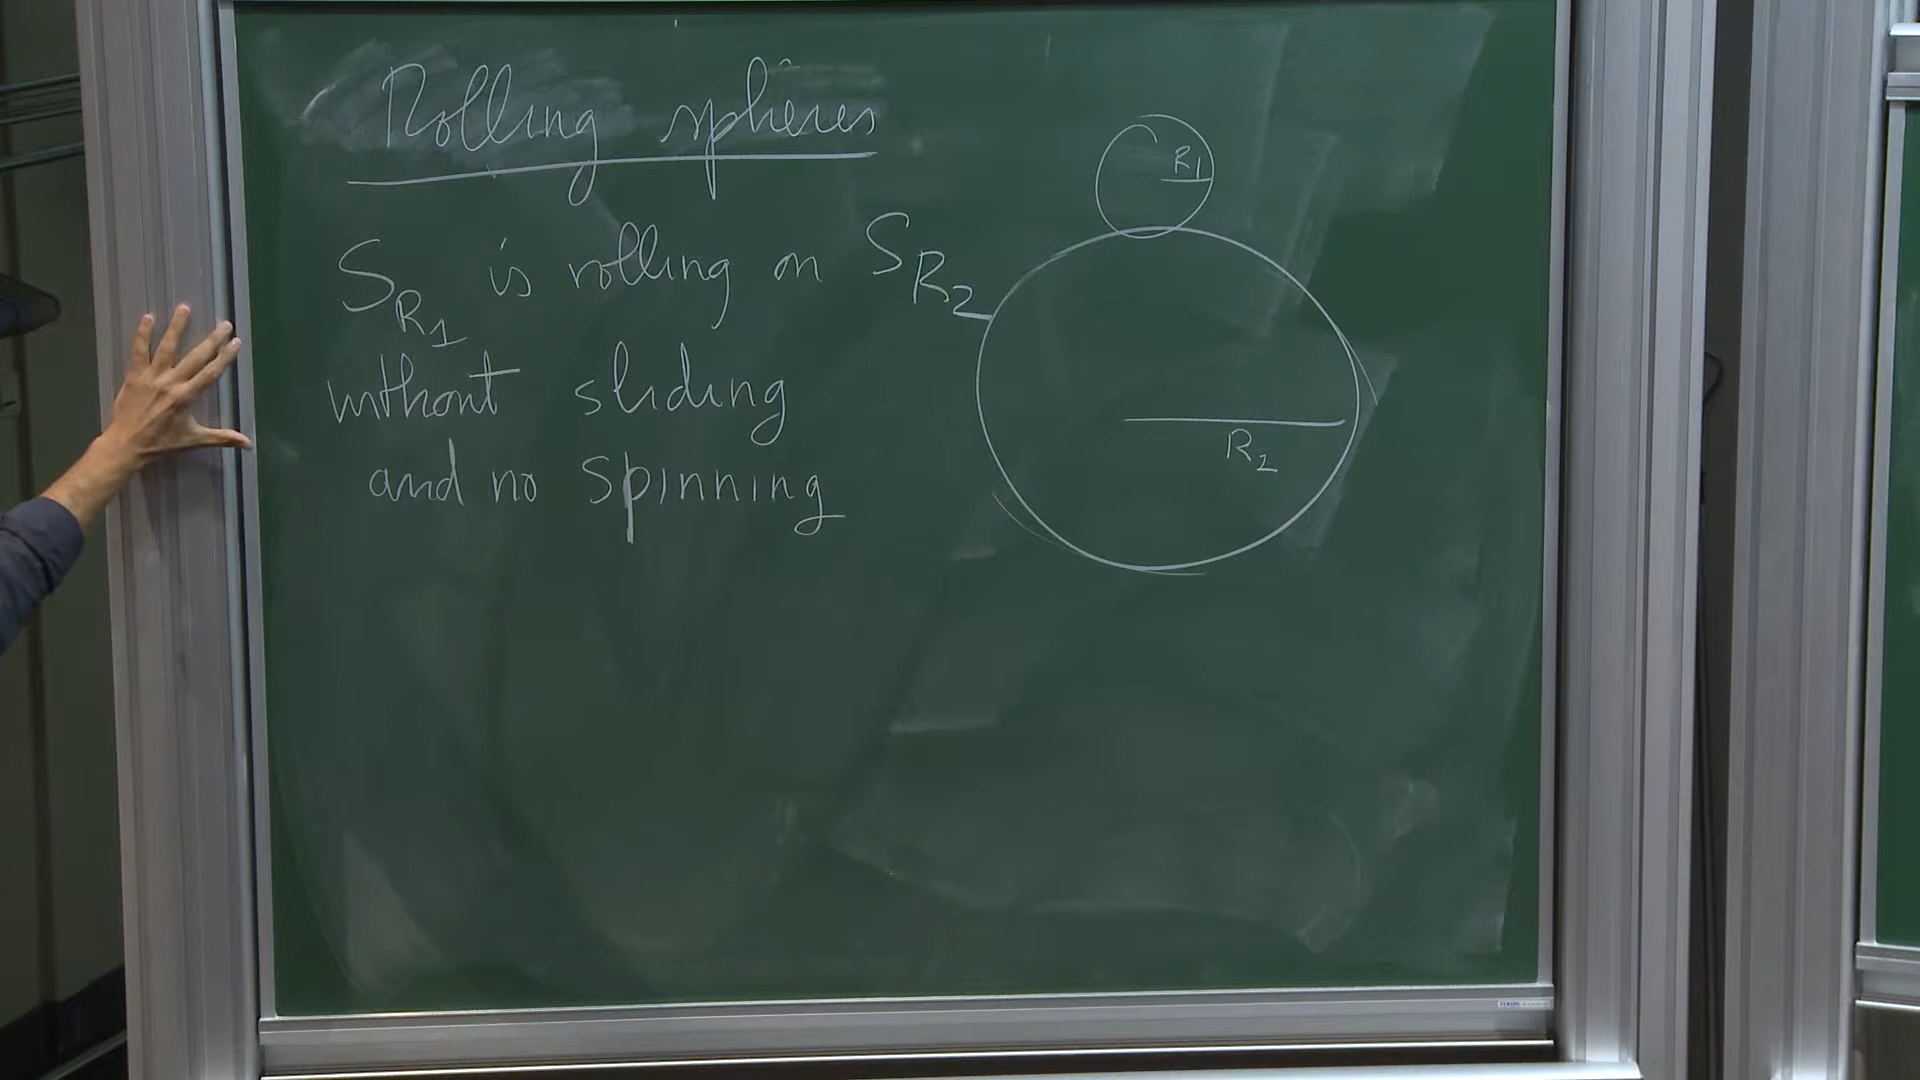 Rolling spheres
S_R₁ is rolling on S_R₂
without sliding
and no spinning
R₁
R₂